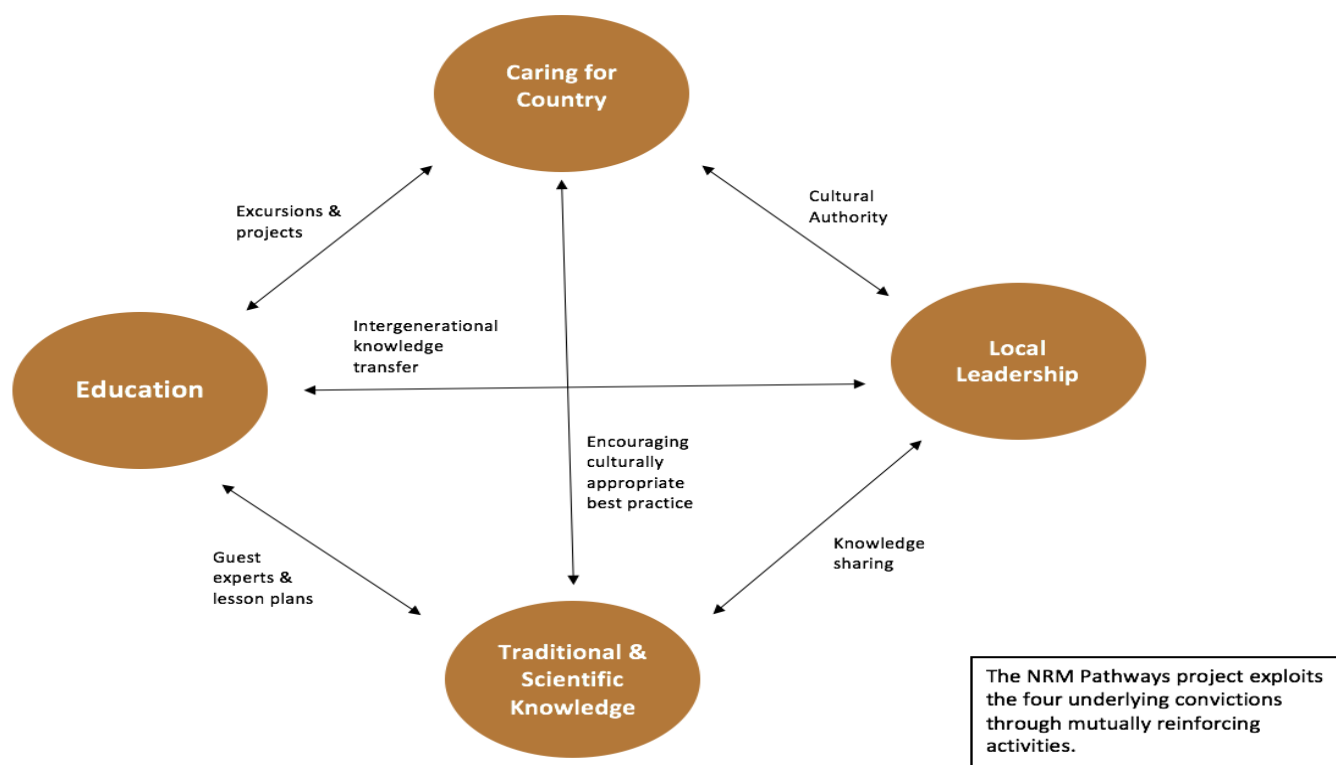 Caring for
Country
Excursions &
projects
Cultural
Authority
Intergenerational
knowledge
transfer
Local
Leadership
Education
Encouraging
culturally
appropriate
best practice
Guest
experts &
lesson plans
Knowledge
sharing
Traditional &
Scientific
Knowledge
The NRM Pathways project exploits
the four underlying convictions
through mutually reinforcing
activities.